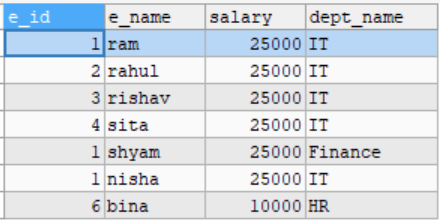 e_id e_name salary dept_name
1 ram 25000 IT
2 rahul 25000 IT
3 rishav 25000 IT
4 sita 25000 IT
1 shyam 25000 Finance
1 nisha 25000 IT
6 bina 10000 HR